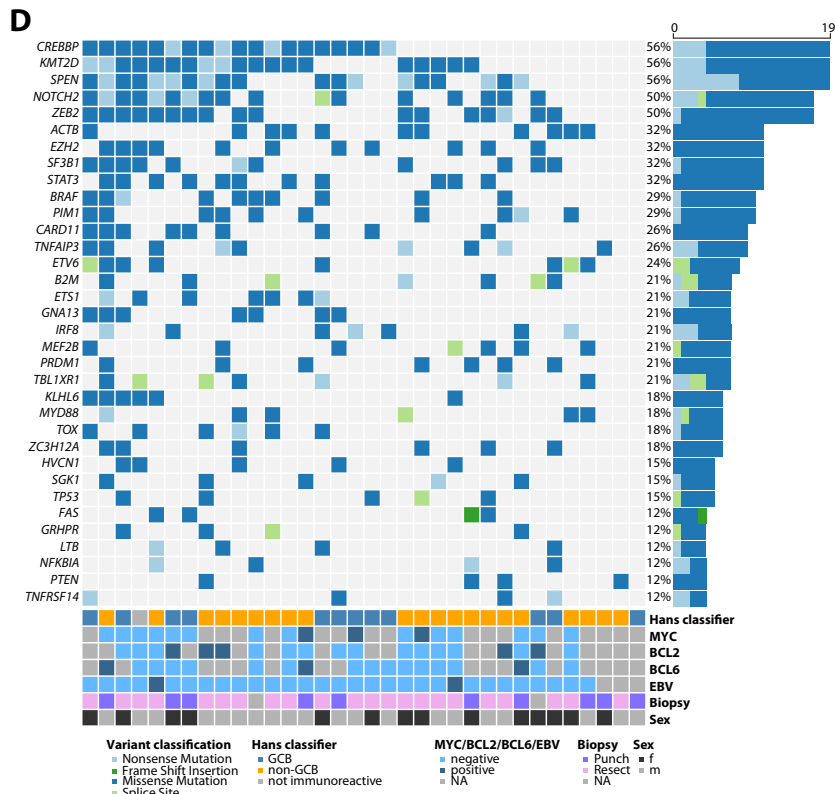 D
0 19
CREBBP 56%
KMT2D 56%
SPEN 56%
NOTCH2 50%
ZEB2 50%
ACTB 32%
EZH2 32%
SF3B1 32%
STAT3 32%
BRAF 29%
PIM1 29%
CARD11 26%
TNFAIP3 26%
ETV6 24%
B2M 21%
ETS1 21%
GNA13 21%
IRF8 21%
MEF2B 21%
PRDM1 21%
TBL1XR1 21%
KLHL6 18%
MYD88 18%
TOX 18%
ZC3H12A 18%
HVCN1 15%
SGK1 15%
TP53 15%
FAS 12%
GRHPR 12%
LTB 12%
NFKBIA 12%
PTEN 12%
TNFRSF14 12%
Hans classifier
MYC
BCL2
BCL6
EBV
Biopsy
Sex
Variant classification Hans classifier MYC/BCL2/BCL6/EBV Biopsy Sex
Nonsense Mutation GCB negative Punch f
Frame Shift Insertion non-GCB positive Resect m
Missense Mutation not immunoreactive NA NA
Splice Site